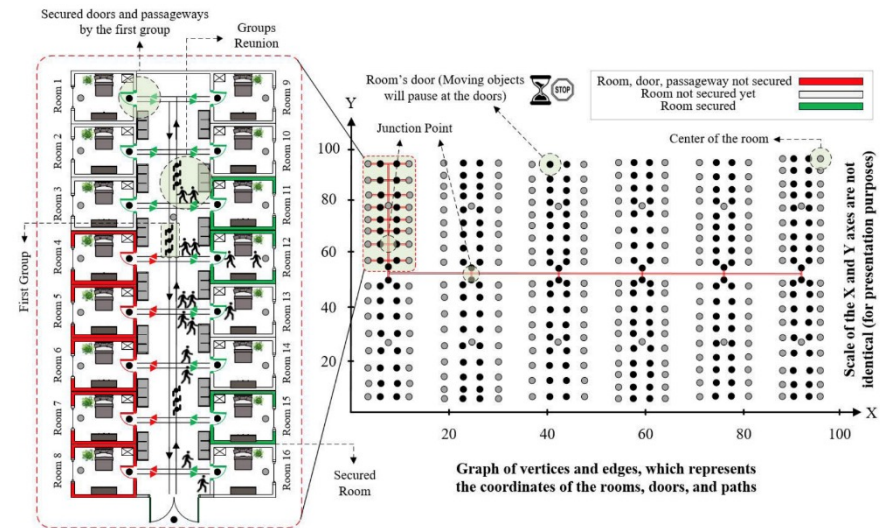 Secured doors and passageways
by the first group
Groups
Reunion
Room 1
Room 2
Room 3
Room 4
Room 5
Room 6
Room 7
Room 8
Room 9
Room 10
Room 11
Room 12
Room 13
Room 14
Room 15
Room 16
First Group
Secured
Room
Room's door (Moving objects
will pause at the doors)
STOP
Junction Point
Room, door, passageway not secured
Room not secured yet
Room secured
Center of the room
Y
100
80
60
40
20
20
40
60
80
100
X
Scale of the X and Y axes are not
identical (for presentation purposes)
Graph of vertices and edges, which represents
the coordinates of the rooms, doors, and paths